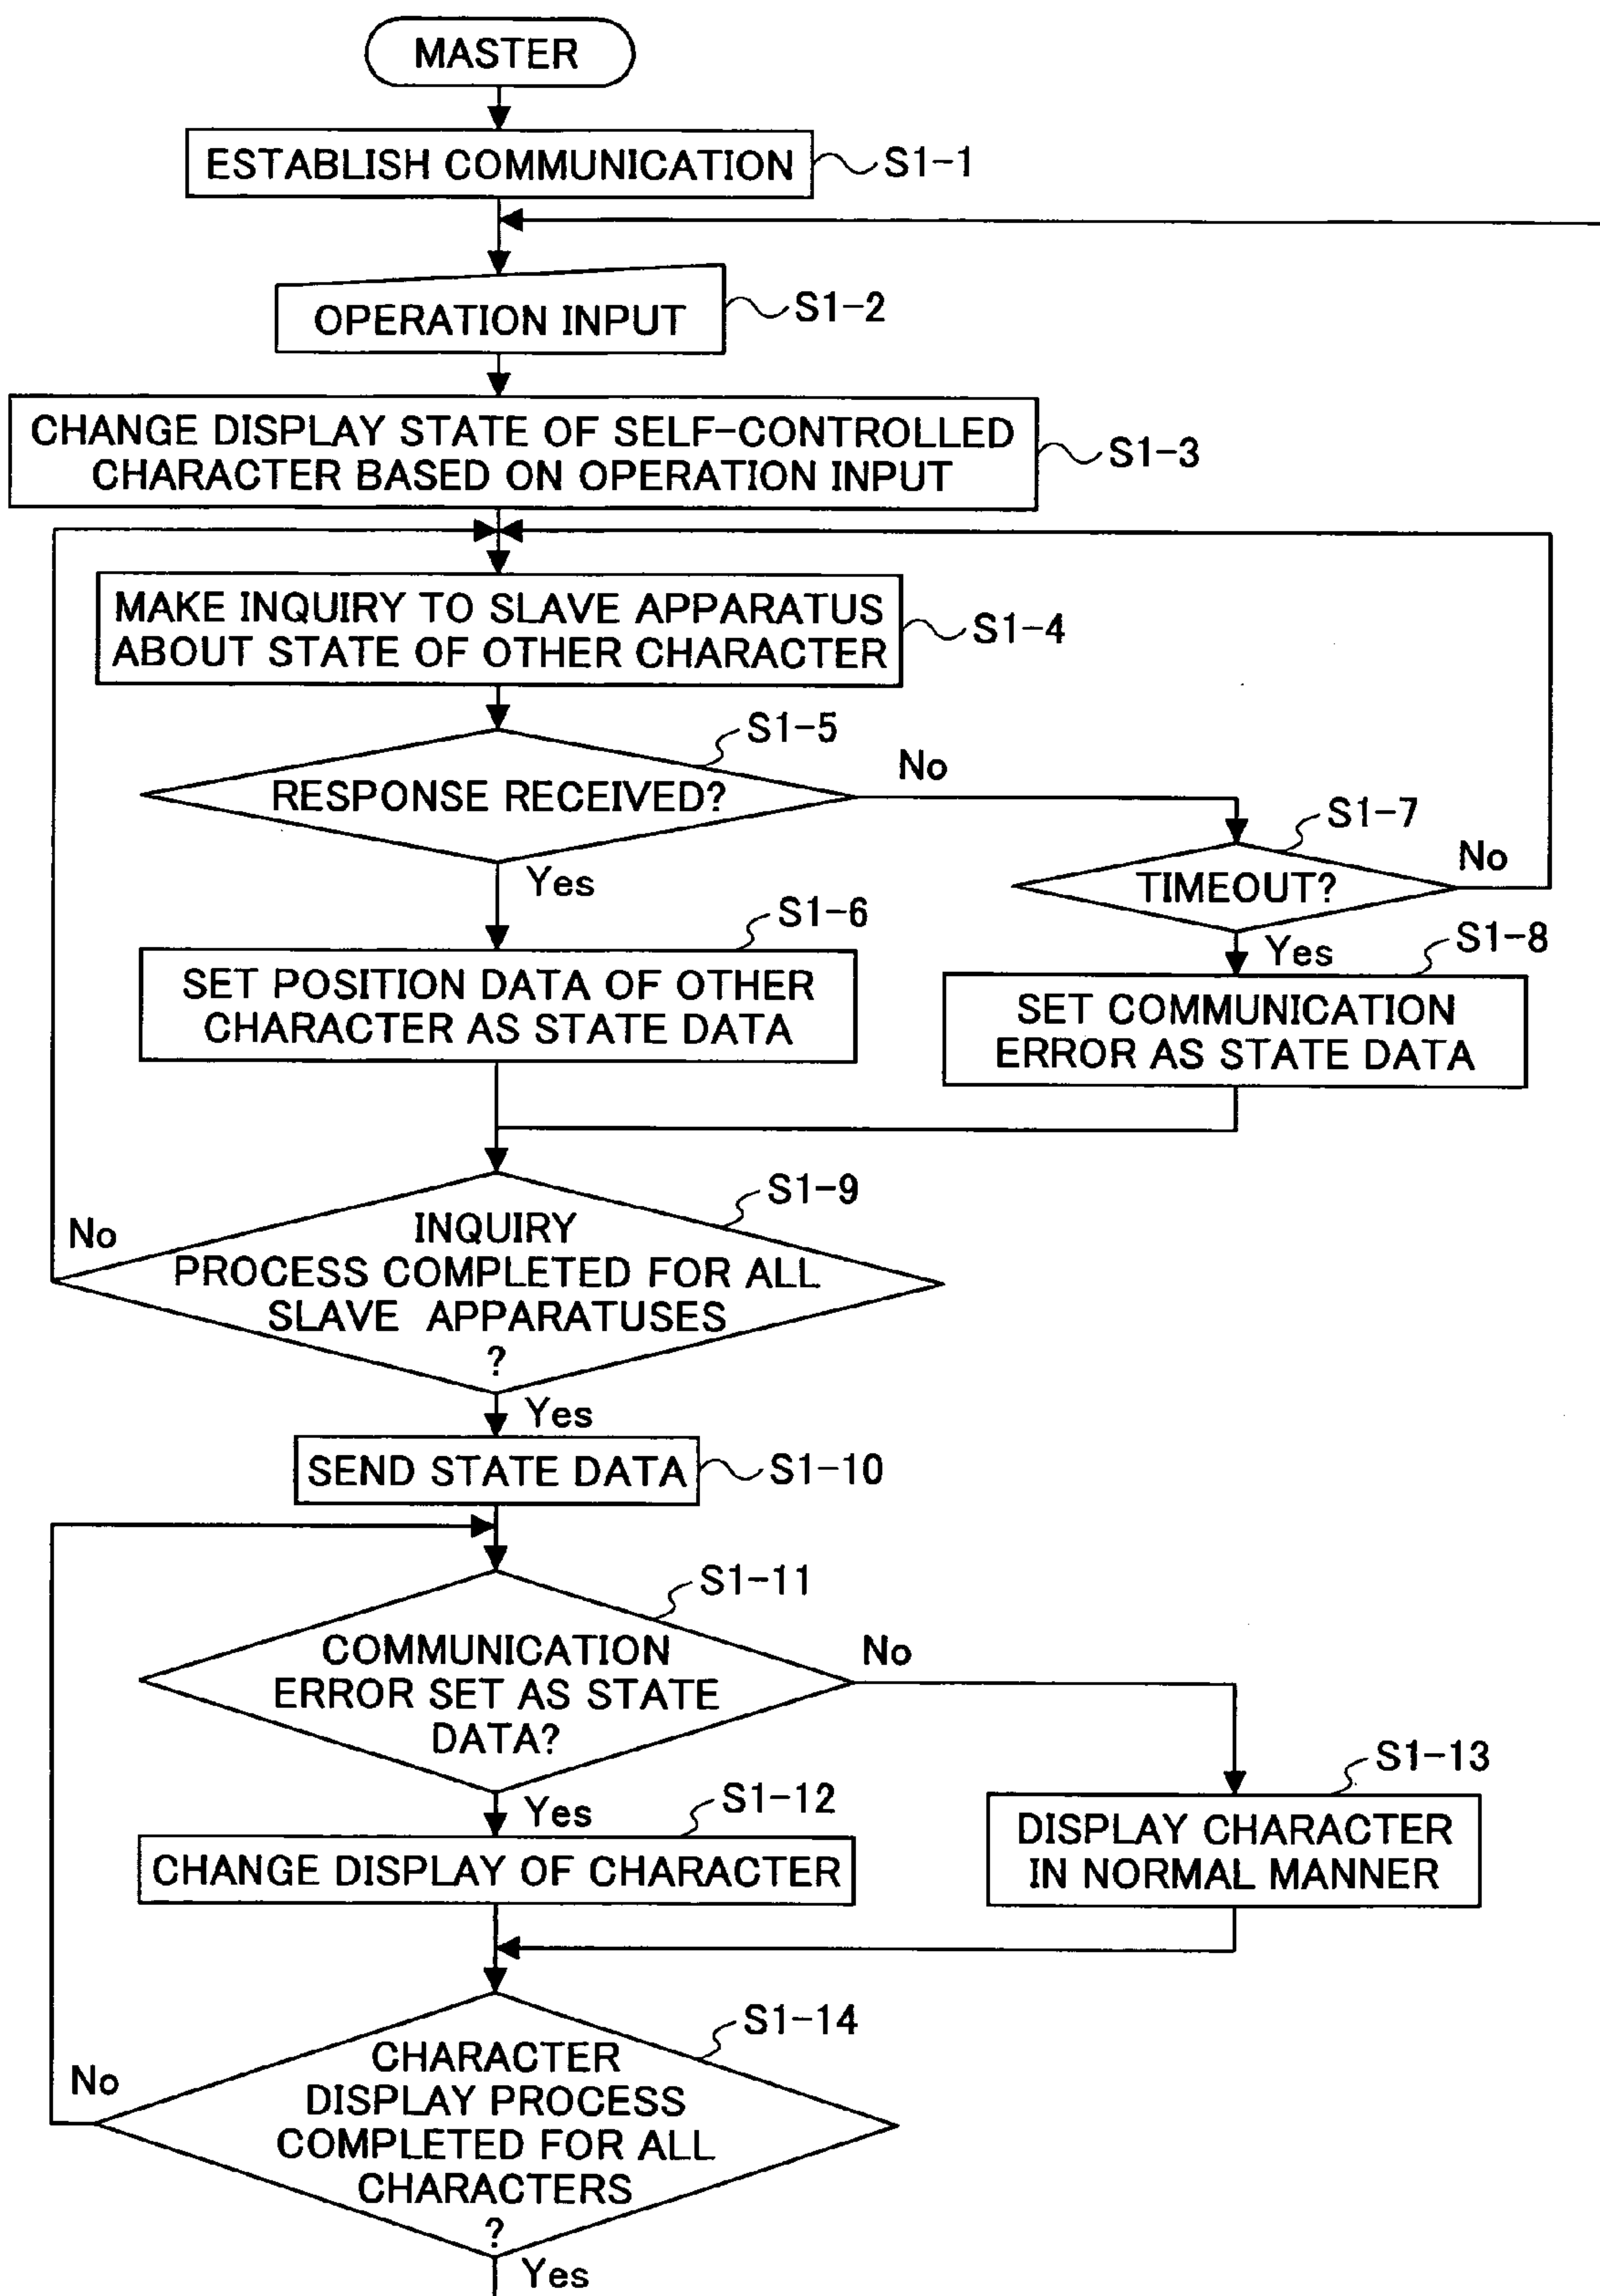 MASTER
ESTABLISH COMMUNICATION
S1-1
OPERATION INPUT
S1-2
CHANGE DISPLAY STATE OF SELF-CONTROLLED
CHARACTER BASED ON OPERATION INPUT
S1-3
MAKE INQUIRY TO SLAVE APPARATUS
ABOUT STATE OF OTHER CHARACTER
S1-4
S1-5
RESPONSE RECEIVED?
No
Yes
S1-7
TIMEOUT?
No
Yes
S1-6
SET POSITION DATA OF OTHER
CHARACTER AS STATE DATA
S1-8
SET COMMUNICATION
ERROR AS STATE DATA
S1-9
INQUIRY
PROCESS COMPLETED FOR ALL
SLAVE APPARATUSES
?
No
Yes
SEND STATE DATA
S1-10
S1-11
COMMUNICATION
ERROR SET AS STATE
DATA?
No
Yes
S1-12
CHANGE DISPLAY OF CHARACTER
S1-13
DISPLAY CHARACTER
IN NORMAL MANNER
S1-14
CHARACTER
DISPLAY PROCESS
COMPLETED FOR ALL
CHARACTERS
?
No
Yes